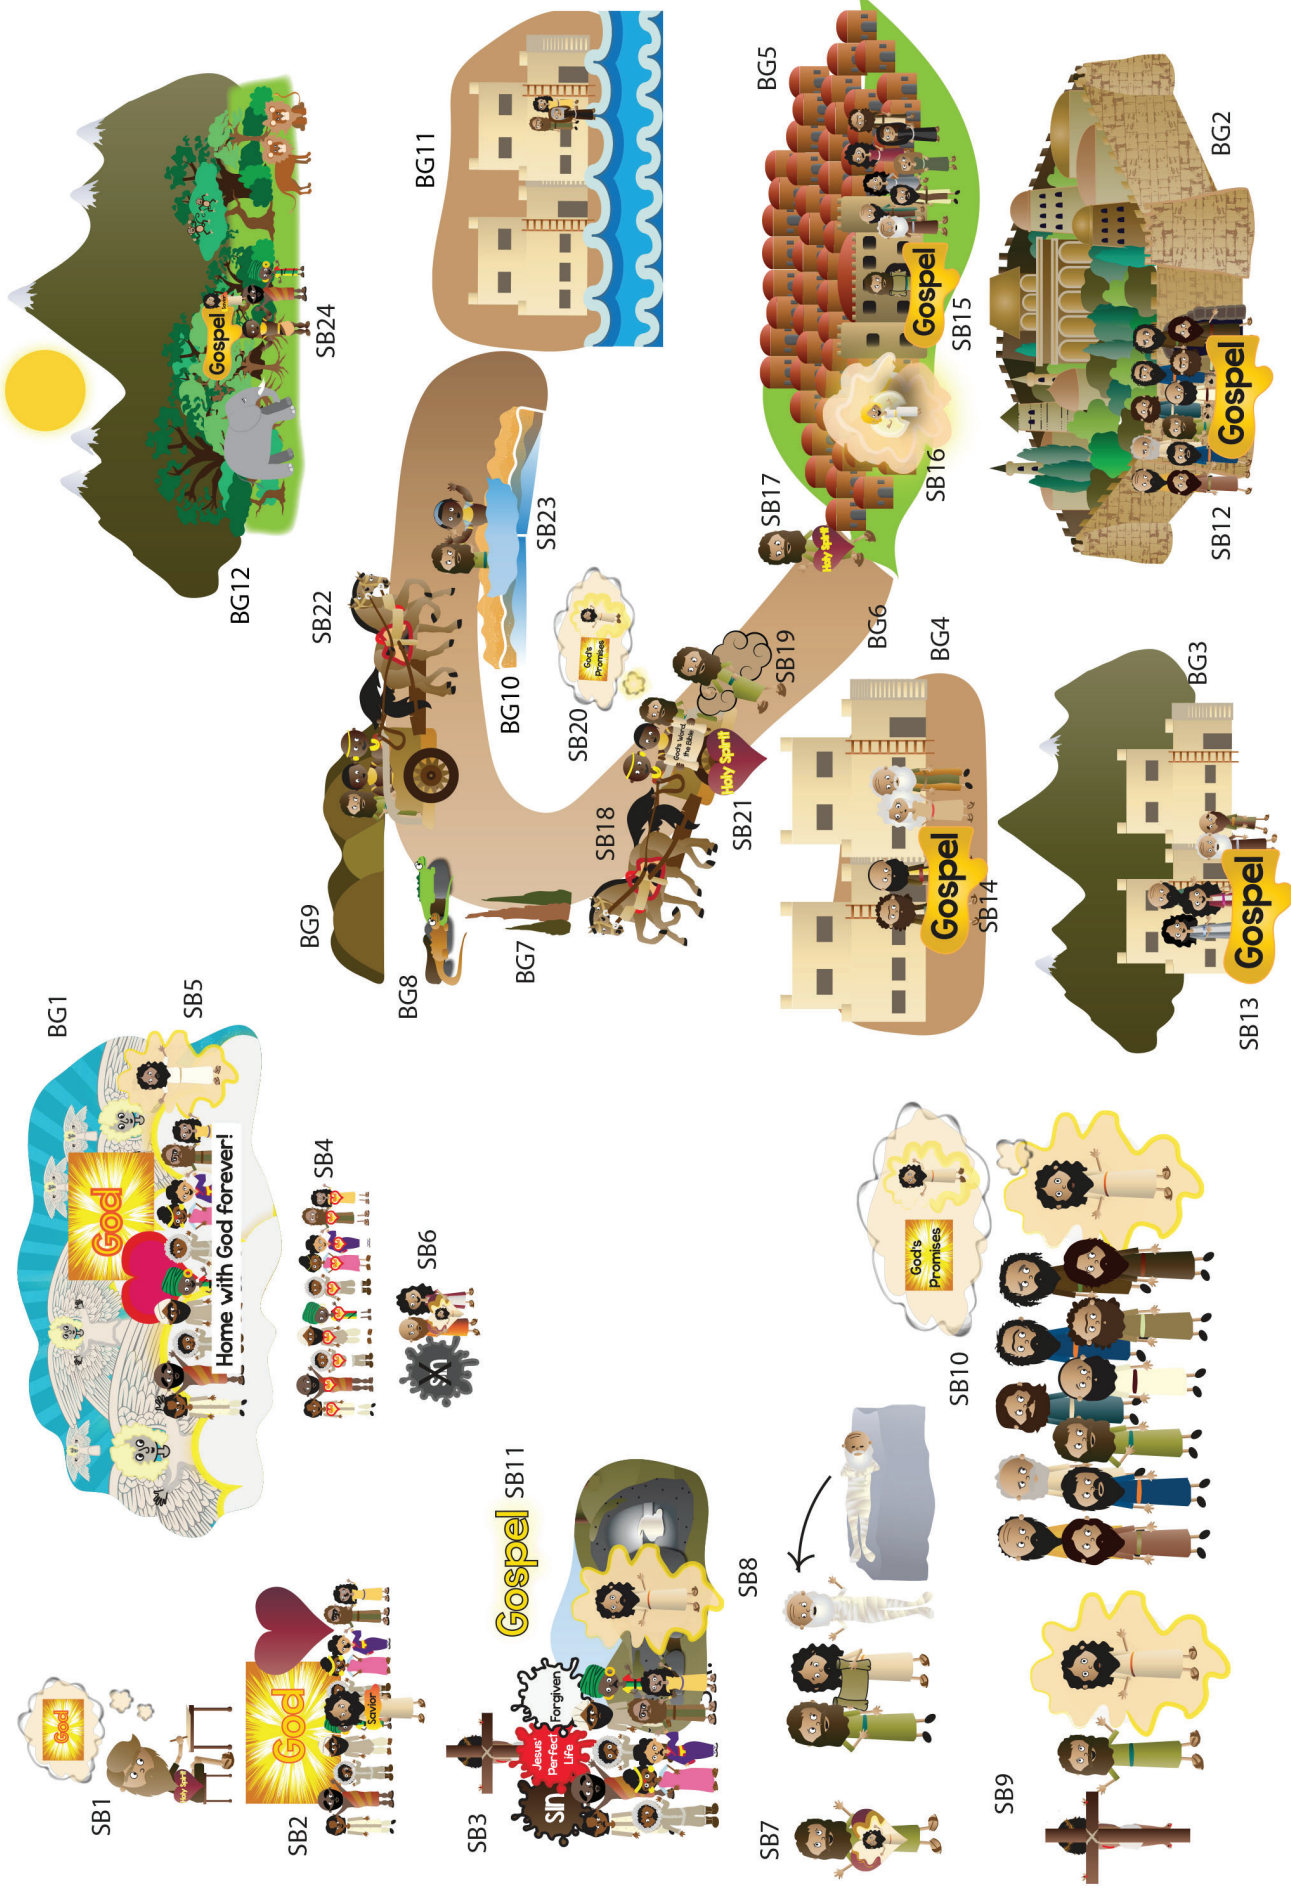 SB1
God
Holy Spirit
SB2
God
Savior
SB3
sin
Jesus'
Perfect
Life
Forgiven
Gospel SB11
BG1
God
Home with God forever!
SB5
SB4
SB6
sin
SB7
SB8
SB9
SB10
God's
Promises
BG12
Gospel
SB24
BG9
SB22
BG11
BG8
BG7
BG10
SB23
SB20
God's
Promises
SB18
God's Word,
the Bible
Holy Spirit
SB21
SB19
BG5
SB17
Holy Spirit
BG6
SB16
Gospel
SB15
BG4
Gospel
SB14
BG3
Gospel
SB13
BG2
Gospel
SB12